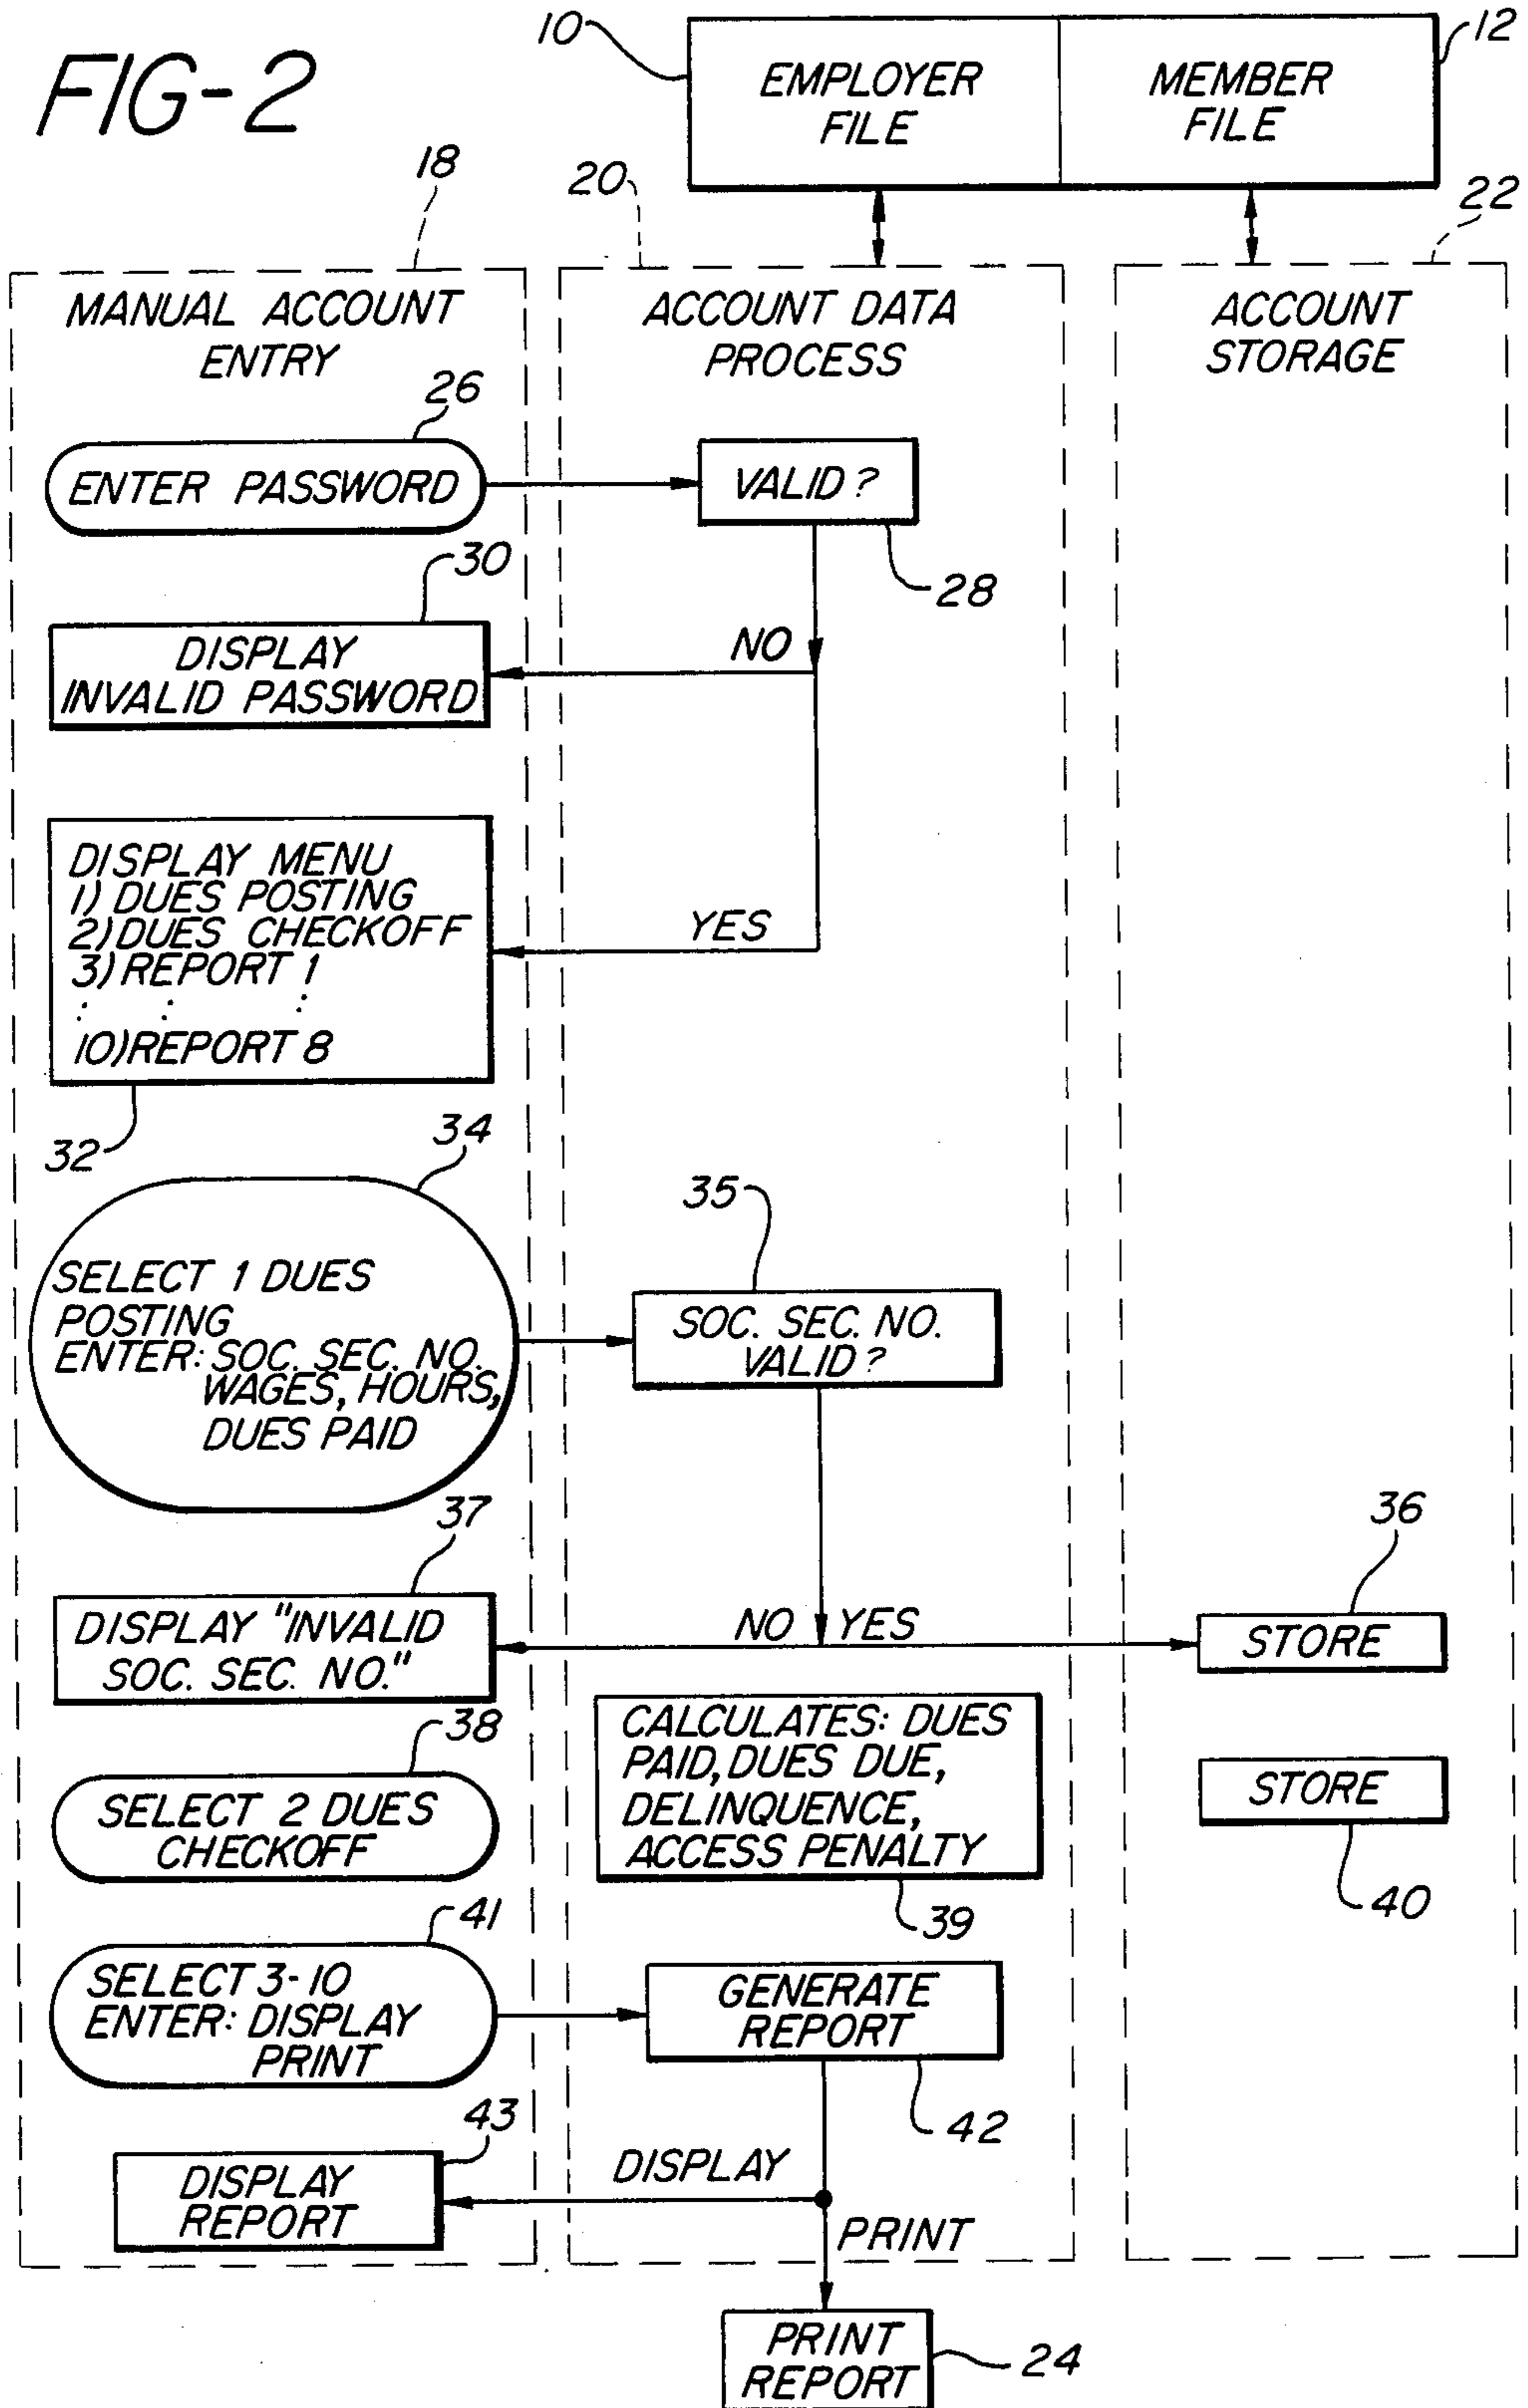 FIG-2
10
12
EMPLOYER
FILE
MEMBER
FILE
18
20
22
MANUAL ACCOUNT
ENTRY
ACCOUNT DATA
PROCESS
ACCOUNT
STORAGE
26
ENTER PASSWORD
VALID?
28
30
DISPLAY
INVALID PASSWORD
NO
DISPLAY MENU
1) DUES POSTING
2) DUES CHECKOFF
3) REPORT 1
: : :
10) REPORT 8
YES
32
34
SELECT 1 DUES
POSTING
ENTER: SOC. SEC. NO.
WAGES, HOURS,
DUES PAID
35
SOC. SEC. NO.
VALID?
37
36
DISPLAY "INVALID
SOC. SEC. NO."
NO YES
STORE
38
SELECT 2 DUES
CHECKOFF
CALCULATES: DUES
PAID, DUES DUE,
DELINQUENCE,
ACCESS PENALTY
39
STORE
40
41
SELECT 3-10
ENTER: DISPLAY
PRINT
GENERATE
REPORT
42
43
DISPLAY
REPORT
DISPLAY
PRINT
PRINT
REPORT
24